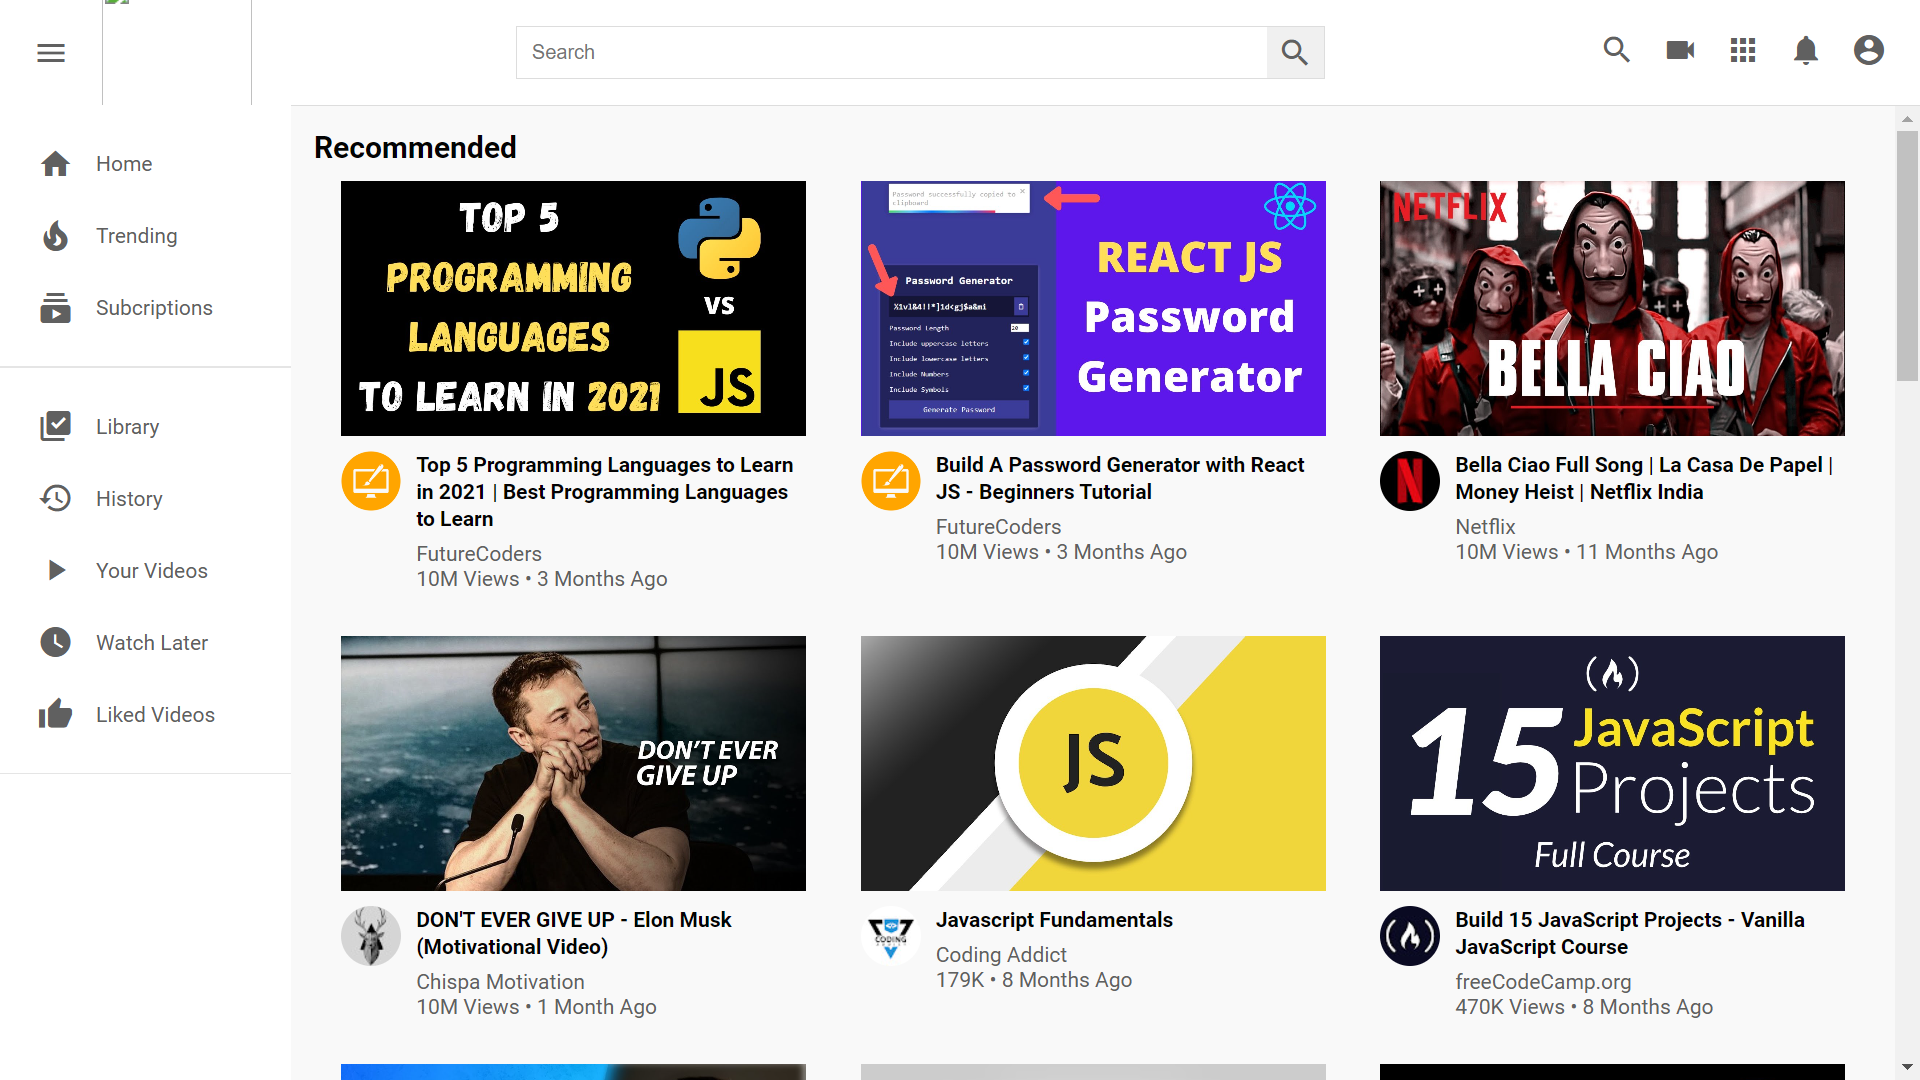 Search
Home
Trending
Subcriptions
Library
History
Your Videos
Watch Later
Liked Videos
Recommended
TOP 5
PROGRAMMING
LANGUAGES
TO LEARN IN 2021
VS
JS
Top 5 Programming Languages to Learn
in 2021 | Best Programming Languages
to Learn
FutureCoders
10M Views • 3 Months Ago
Password successfully copied to
clipboard
Password Generator
Password Length
20
Include uppercase letters
Include lowercase letters
Include Numbers
Include Symbols
Generate Password
REACT JS
Password
Generator
Build A Password Generator with React
JS - Beginners Tutorial
FutureCoders
10M Views • 3 Months Ago
NETFLIX
BELLA CIAO
N
Bella Ciao Full Song | La Casa De Papel |
Money Heist | Netflix India
Netflix
10M Views • 11 Months Ago
DON'T EVER
GIVE UP
DON'T EVER GIVE UP - Elon Musk
(Motivational Video)
Chispa Motivation
10M Views • 1 Month Ago
JS
CODING
Javascript Fundamentals
Coding Addict
179K • 8 Months Ago
15 JavaScript
Projects
Full Course
Build 15 JavaScript Projects - Vanilla
JavaScript Course
freeCodeCamp.org
470K Views • 8 Months Ago